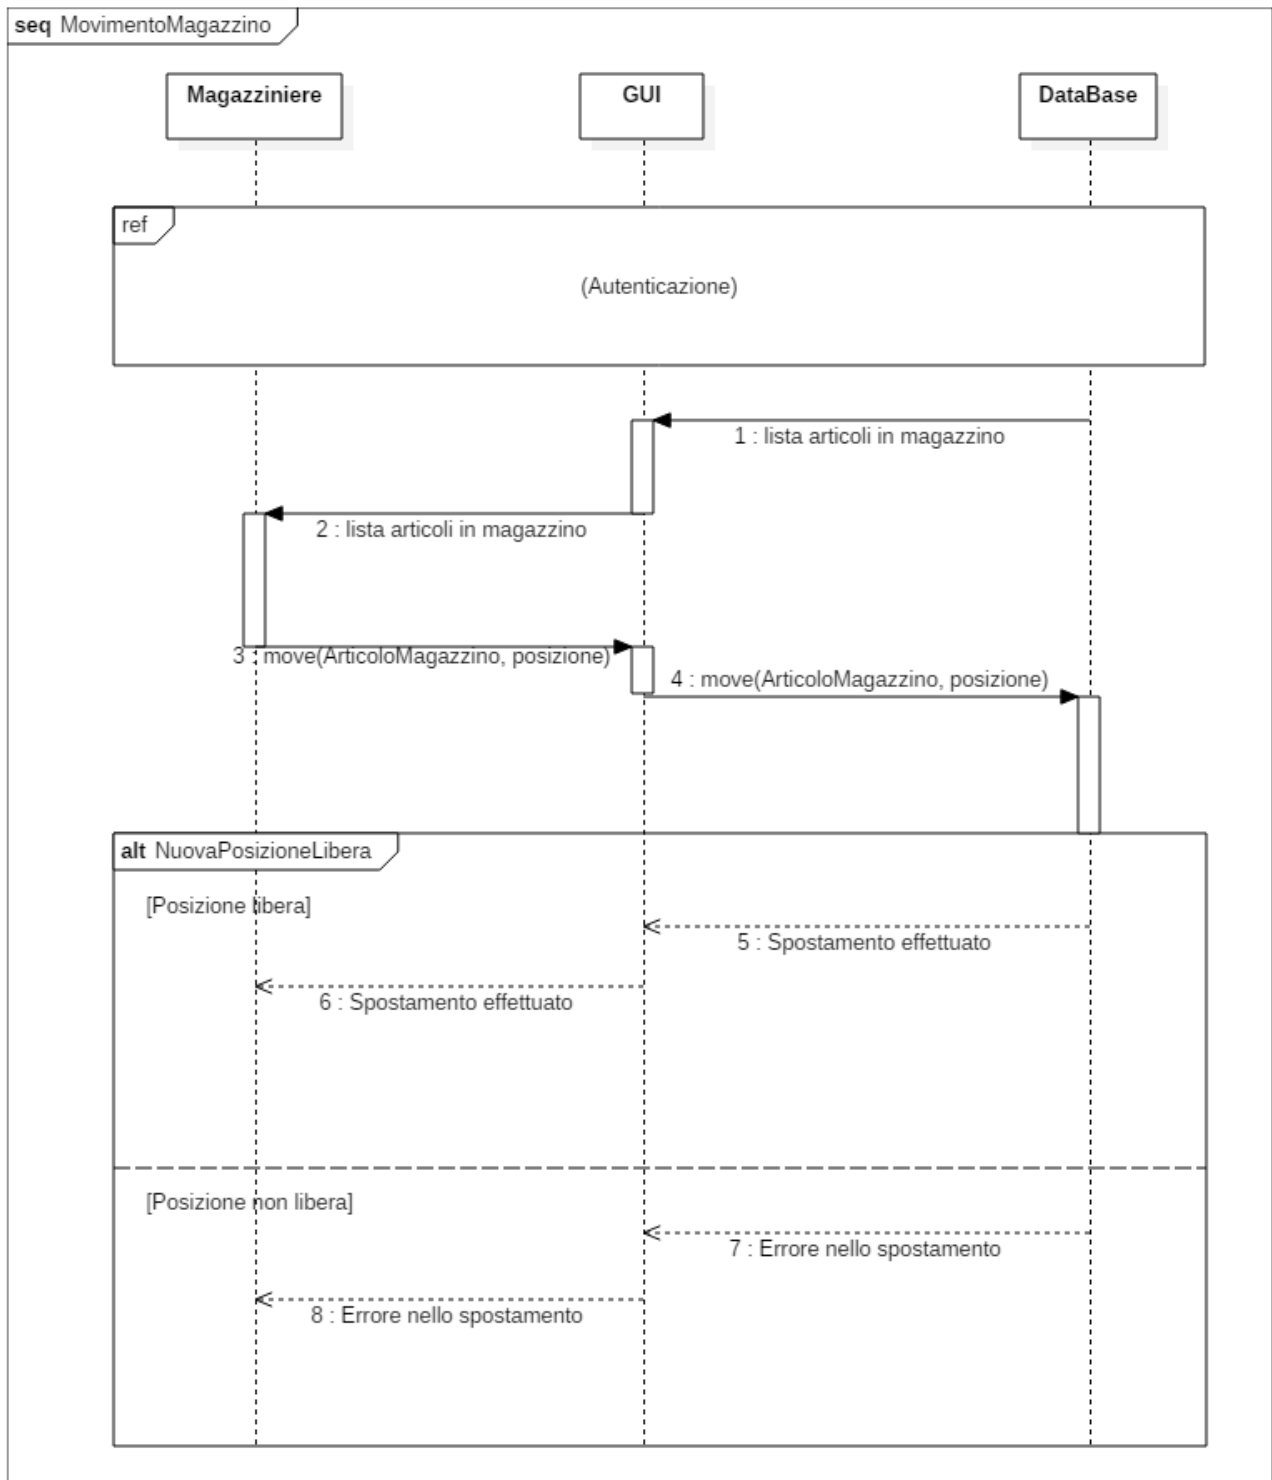 seq MovimentoMagazzino
Magazziniere
GUI
DataBase
ref
(Autenticazione)
1 : lista articoli in magazzino
2 : lista articoli in magazzino
3 : move(ArticoloMagazzino, posizione)
4 : move(ArticoloMagazzino, posizione)
alt NuovaPosizioneLibera
[Posizione libera]
5 : Spostamento effettuato
6 : Spostamento effettuato
[Posizione non libera]
7 : Errore nello spostamento
8 : Errore nello spostamento